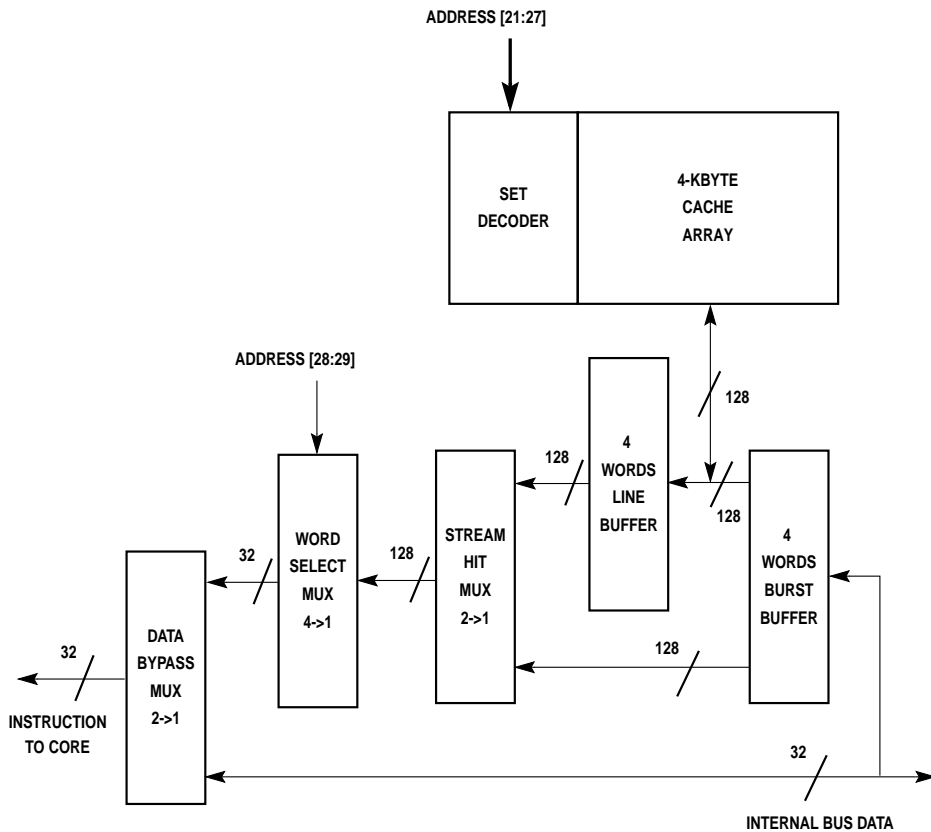 ADDRESS [21:27]
SET
DECODER
4-KBYTE
CACHE
ARRAY
ADDRESS [28:29]
128
4
WORDS
LINE
BUFFER
128
128
4
WORDS
BURST
BUFFER
STREAM
HIT
MUX
2->1
128
WORD
SELECT
MUX
4->1
32
DATA
BYPASS
MUX
2->1
128
32
INSTRUCTION
TO CORE
32
INTERNAL BUS DATA